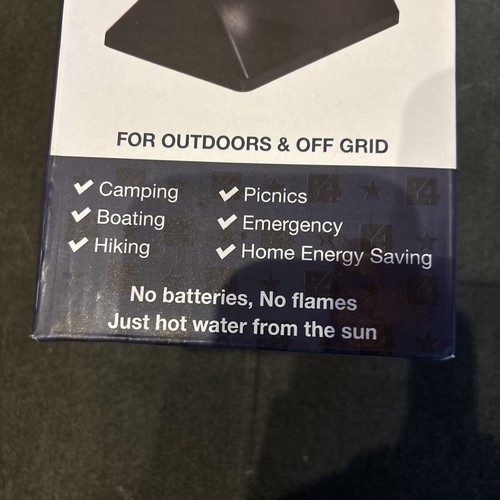 FOR OUTDOORS & OFF GRID
Camping
Picnics
Boating
Emergency
Hiking
Home Energy Saving
No batteries, No flames
Just hot water from the sun